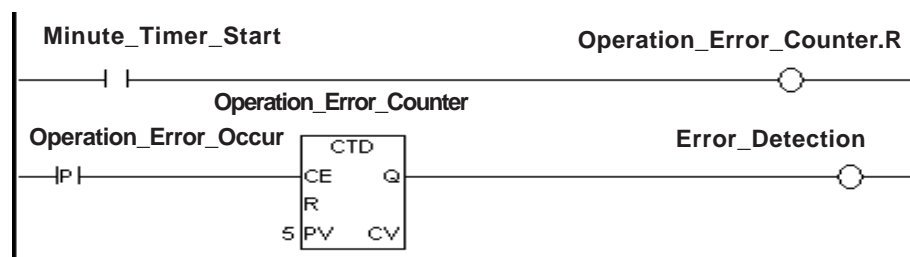 Minute_Timer_Start
Operation_Error_Counter.R
Operation_Error_Counter
Operation_Error_Occur
CTD
Error_Detection
P
CE Q
R
5 PV CV